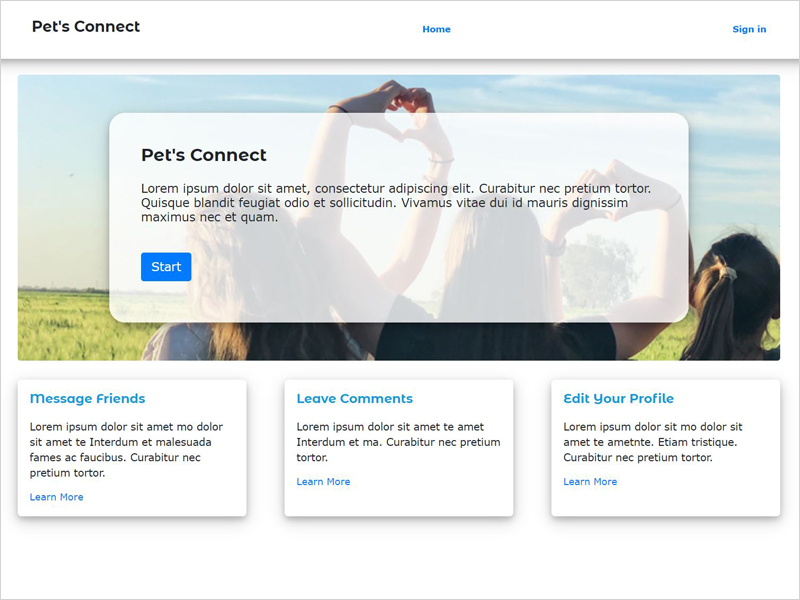 Pet's Connect
Home
Sign in
Pet's Connect
Lorem ipsum dolor sit amet, consectetur adipiscing elit. Curabitur nec pretium tortor.
Quisque blandit feugiat odio et sollicitudin. Vivamus vitae dui id mauris dignissim
maximus nec et quam.
Start
Message Friends
Lorem ipsum dolor sit amet mo dolor
sit amet te Interdum et malesuada
fames ac faucibus. Curabitur nec
pretium tortor.
Learn More
Leave Comments
Lorem ipsum dolor sit amet te amet
Interdum et ma. Curabitur nec pretium
tortor.
Learn More
Edit Your Profile
Lorem ipsum dolor sit mo dolor sit
amet te ametnte. Etiam tristique.
Curabitur nec pretium tortor.
Learn More